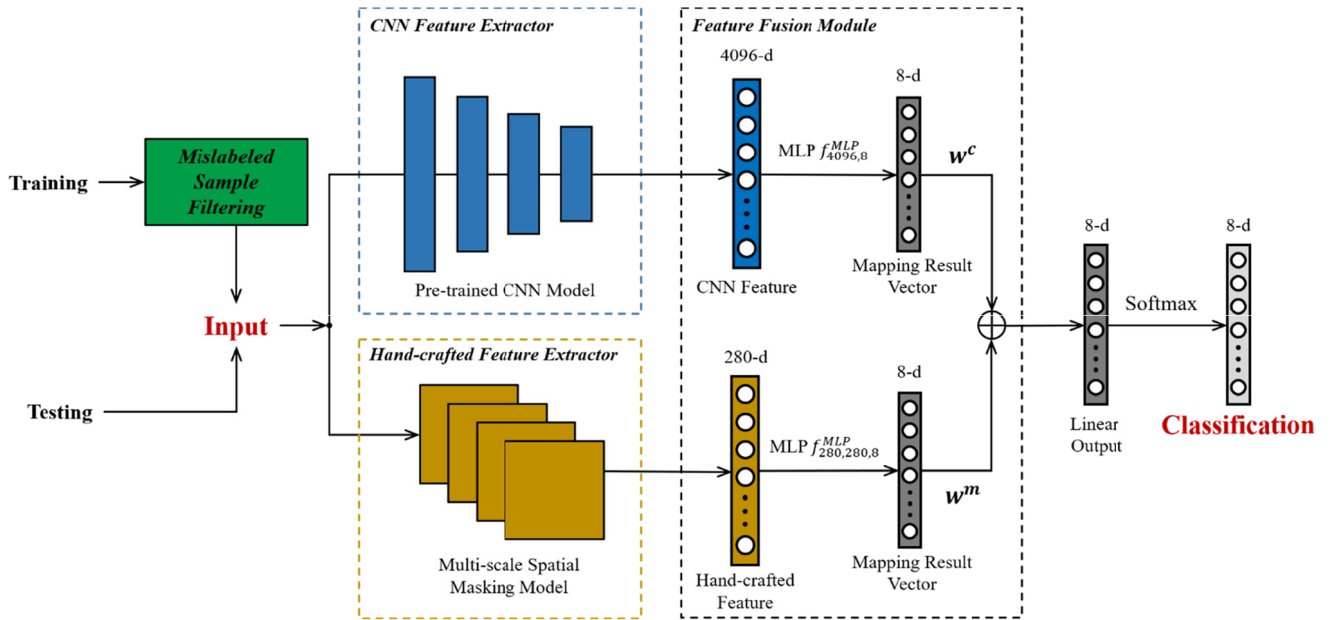 CNN Feature Extractor
Feature Fusion Module
4096-d
8-d
Mislabeled
Sample
Filtering
Training
MLP f_{4096,8}^{MLP}
w^c
8-d
8-d
Pre-trained CNN Model
CNN Feature
Mapping Result
Vector
Input
Softmax
Hand-crafted Feature Extractor
280-d
8-d
Testing
Linear
Output
Classification
MLP f_{280,280,8}^{MLP}
w^m
Multi-scale Spatial
Masking Model
Hand-crafted
Feature
Mapping Result
Vector